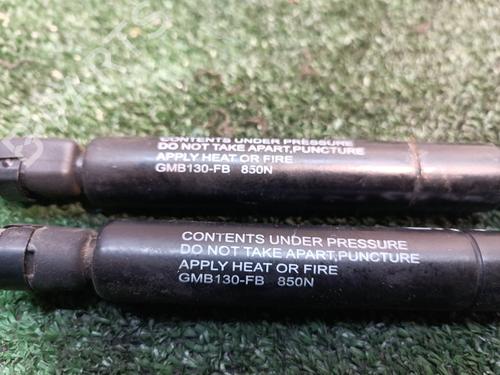 CONTENTS UNDER PRESSURE
DO NOT TAKE APART,PUNCTURE
APPLY HEAT OR FIRE
GMB130-FB 850N
CONTENTS UNDER PRESSURE
DO NOT TAKE APART,PUNCTURE
APPLY HEAT OR FIRE
GMB130-FB 850N